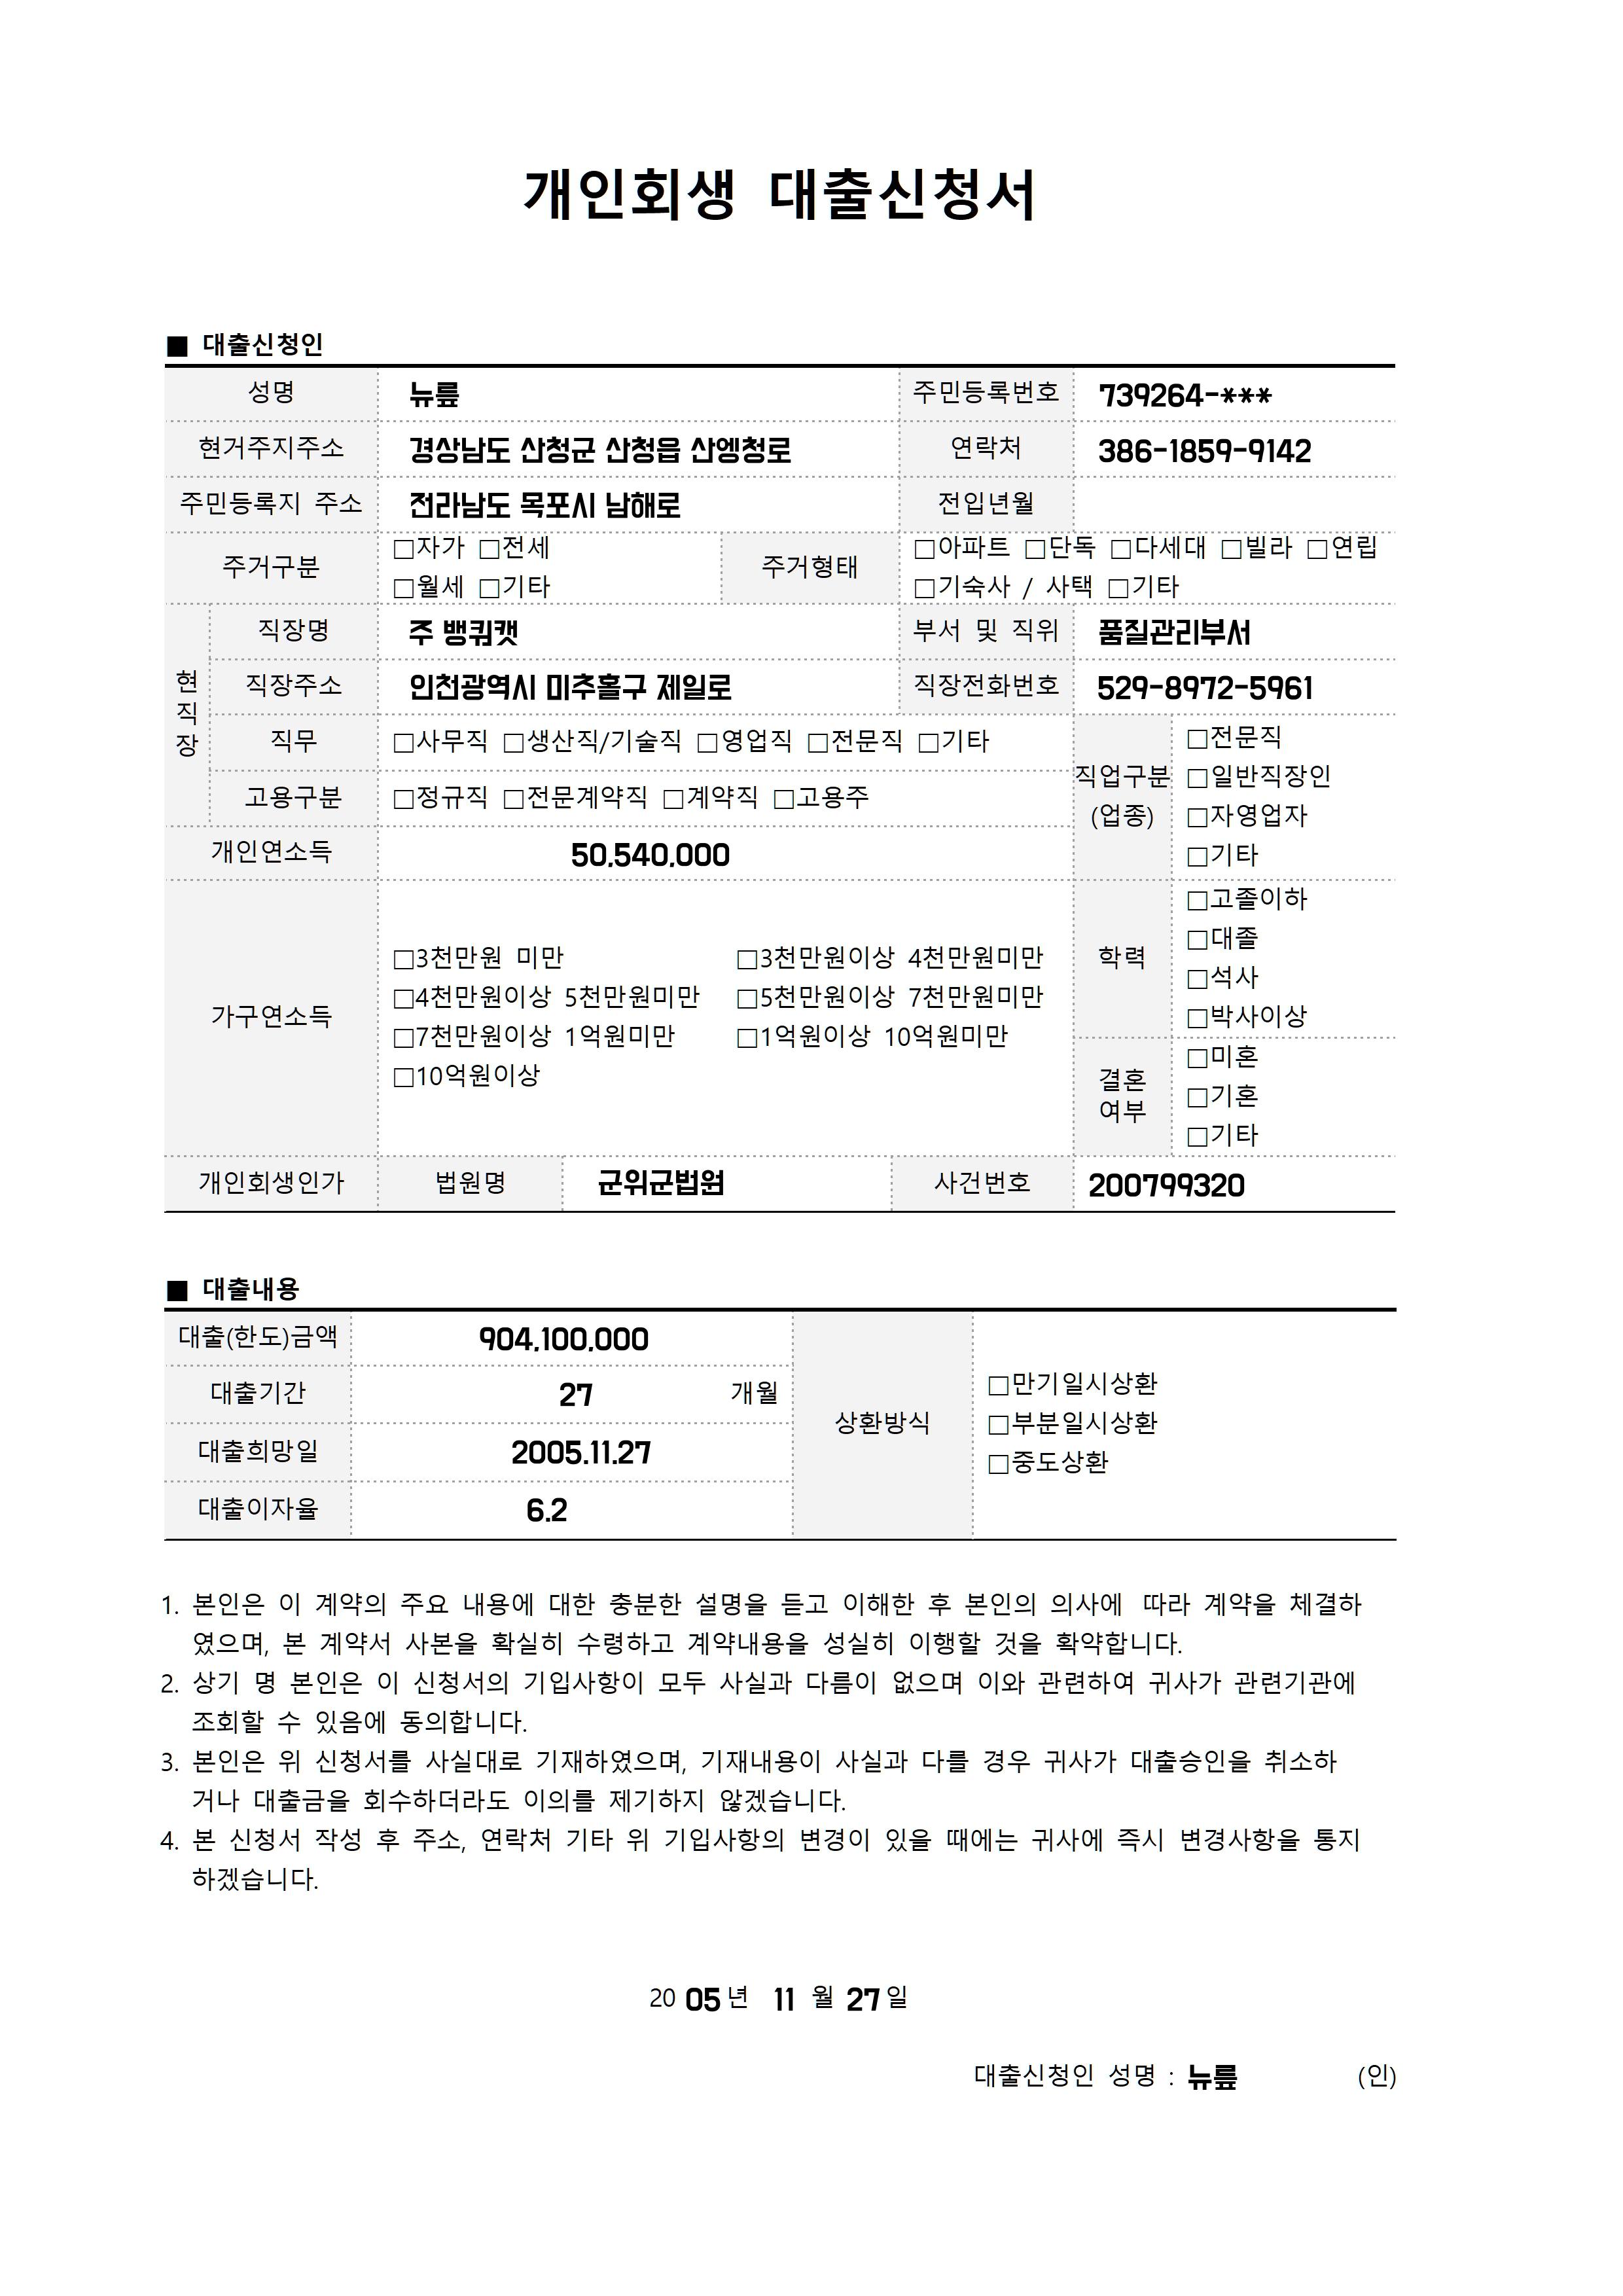 개인회생 대출신청서
■ 대출신청인
성명 뉴릎 주민등록번호 739264-***
현거주지주소 경상남도 산청군 산청읍 산엥청로 연락처 386-1859-9142
주민등록지 주소 전라남도 목포시 남해로 전입년월
주거구분 □자가 □전세 주거형태 □아파트 □단독 □다세대 □빌라 □연립
□월세 □기타 □기숙사 / 사택 □기타
현직장 직장명 주 뱅쿼캣 부서 및 직위 품질관리부서
직장주소 인천광역시 미추홀구 제일로 직장전화번호 529-8972-5961
직무 □사무직 □생산직/기술직 □영업직 □전문직 □기타
고용구분 □정규직 □전문계약직 □계약직 □고용주
직업구분
(업종)
□전문직
□일반직장인
□자영업자
□기타
개인연소득 50,540,000
가구연소득
□3천만원 미만 □3천만원이상 4천만원미만
□4천만원이상 5천만원미만 □5천만원이상 7천만원미만
□7천만원이상 1억원미만 □1억원이상 10억원미만
□10억원이상
학력
□고졸이하
□대졸
□석사
□박사이상
결혼
여부
□미혼
□기혼
□기타
개인회생인가 법원명 군위군법원 사건번호 200799320
■ 대출내용
대출(한도)금액 904,100,000
대출기간 27 개월
대출희망일 2005.11.27
대출이자율 6.2
상환방식
□만기일시상환
□부분일시상환
□중도상환
1. 본인은 이 계약의 주요 내용에 대한 충분한 설명을 듣고 이해한 후 본인의 의사에 따라 계약을 체결하
였으며, 본 계약서 사본을 확실히 수령하고 계약내용을 성실히 이행할 것을 확약합니다.
2. 상기 명 본인은 이 신청서의 기입사항이 모두 사실과 다름이 없으며 이와 관련하여 귀사가 관련기관에
조회할 수 있음에 동의합니다.
3. 본인은 위 신청서를 사실대로 기재하였으며, 기재내용이 사실과 다를 경우 귀사가 대출승인을 취소하
거나 대출금을 회수하더라도 이의를 제기하지 않겠습니다.
4. 본 신청서 작성 후 주소, 연락처 기타 위 기입사항의 변경이 있을 때에는 귀사에 즉시 변경사항을 통지
하겠습니다.
20 05 년 11 월 27 일
대출신청인 성명 : 뉴릎 (인)